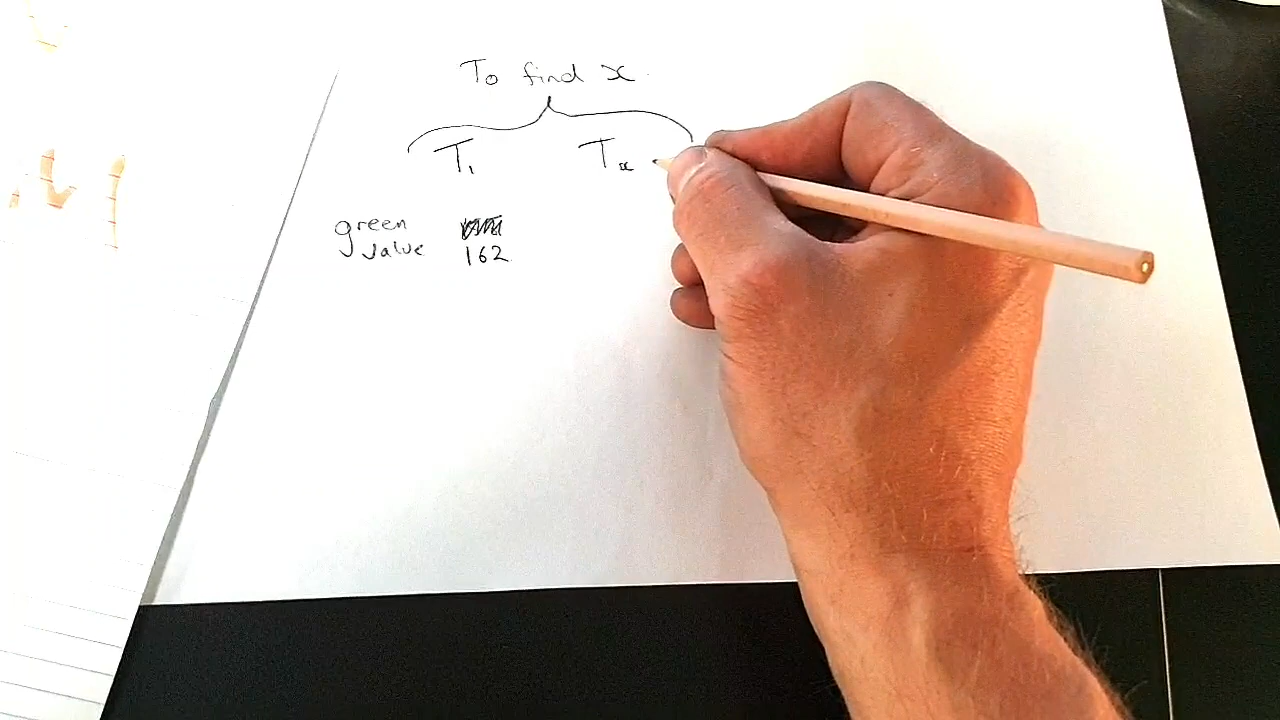 To find x
T₁ Tₓ
green
value 162